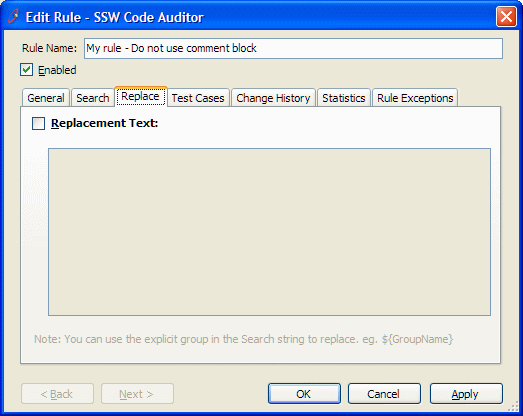 Edit Rule - SSW Code Auditor
Rule Name: My rule - Do not use comment block
Enabled
General Search Replace Test Cases Change History Statistics Rule Exceptions
Replacement Text:
Note: You can use the explicit group in the Search string to replace. eg. ${GroupName}
< Back Next > OK Cancel Apply